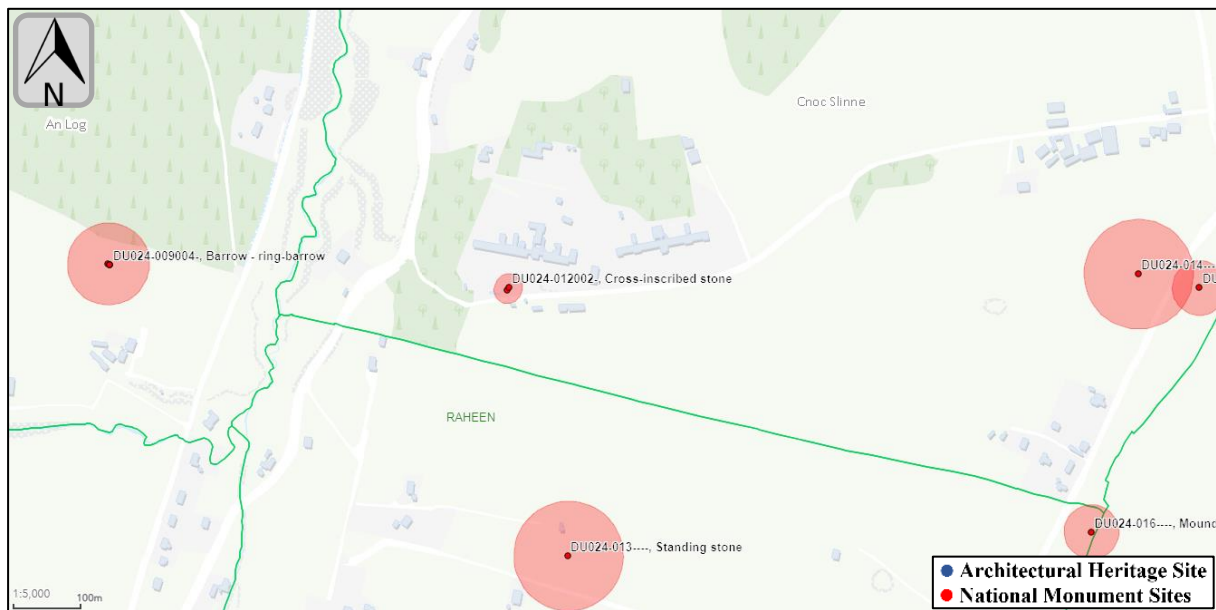 N
An Log
Cnoc Slinne
DU024-009004-, Barrow - ring-barrow
DU024-012002-, Cross-inscribed stone
DU024-014---
DU
RAHEEN
DU024-016----, Mound
DU024-013----, Standing stone
Architectural Heritage Site
National Monument Sites
1:5,000
100m